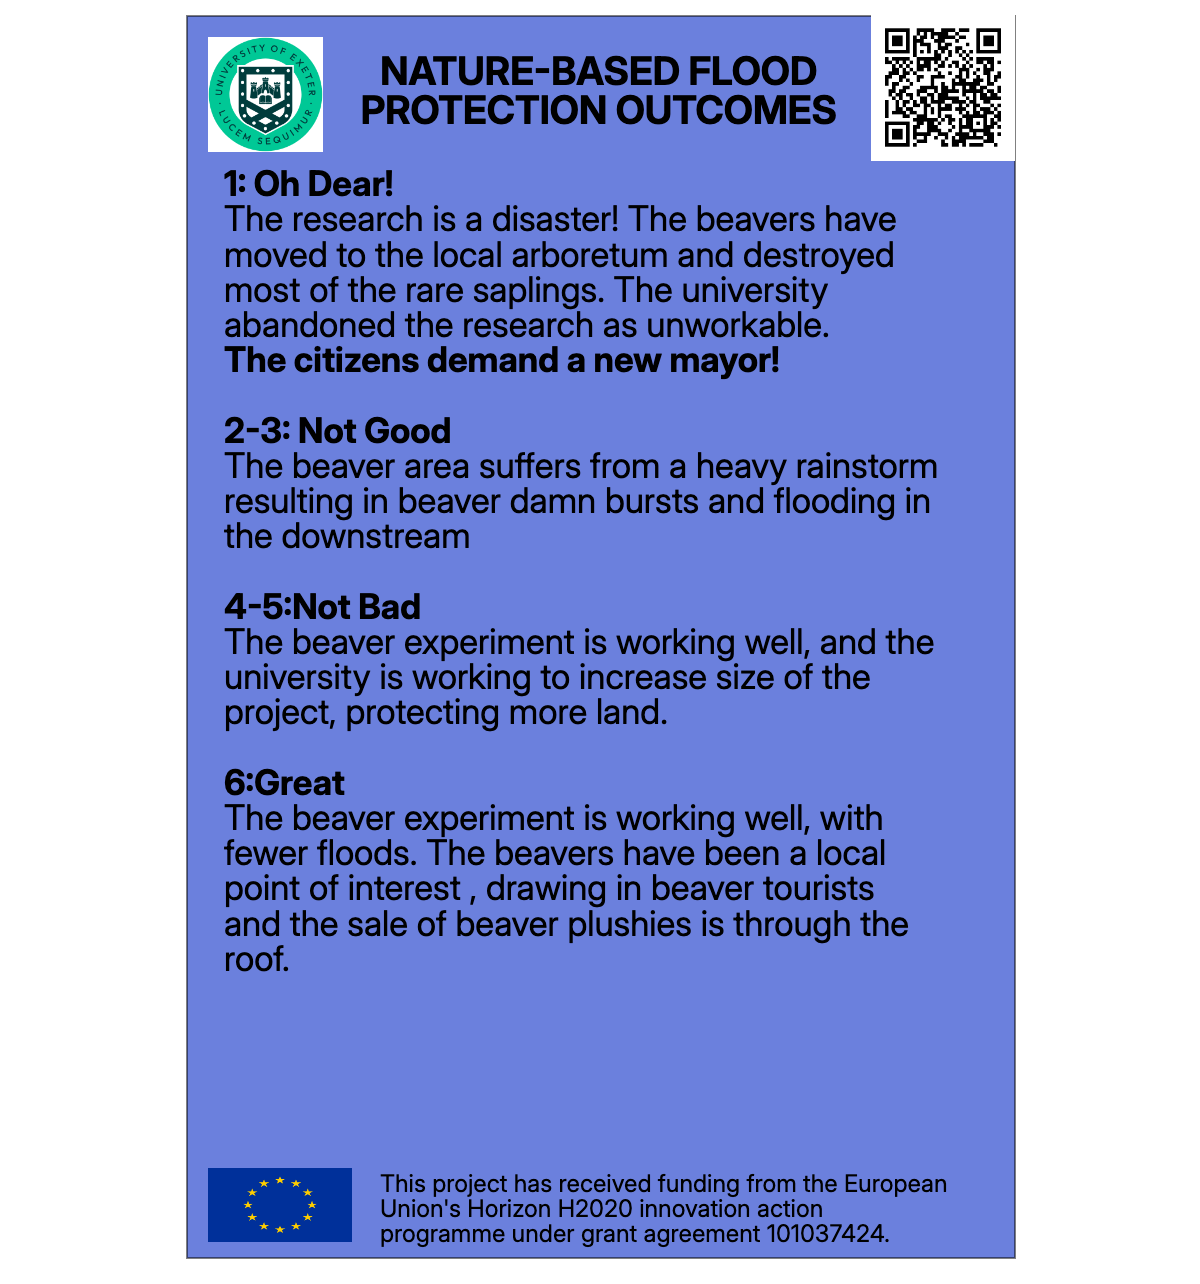 UNIVERSITY OF EXETER
LUCEM SEQUIMUR
NATURE-BASED FLOOD
PROTECTION OUTCOMES
1: Oh Dear!
The research is a disaster! The beavers have
moved to the local arboretum and destroyed
most of the rare saplings. The university
abandoned the research as unworkable.
The citizens demand a new mayor!
2-3: Not Good
The beaver area suffers from a heavy rainstorm
resulting in beaver damn bursts and flooding in
the downstream
4-5:Not Bad
The beaver experiment is working well, and the
university is working to increase size of the
project, protecting more land.
6:Great
The beaver experiment is working well, with
fewer floods. The beavers have been a local
point of interest , drawing in beaver tourists
and the sale of beaver plushies is through the
roof.
This project has received funding from the European
Union's Horizon H2020 innovation action
programme under grant agreement 101037424.